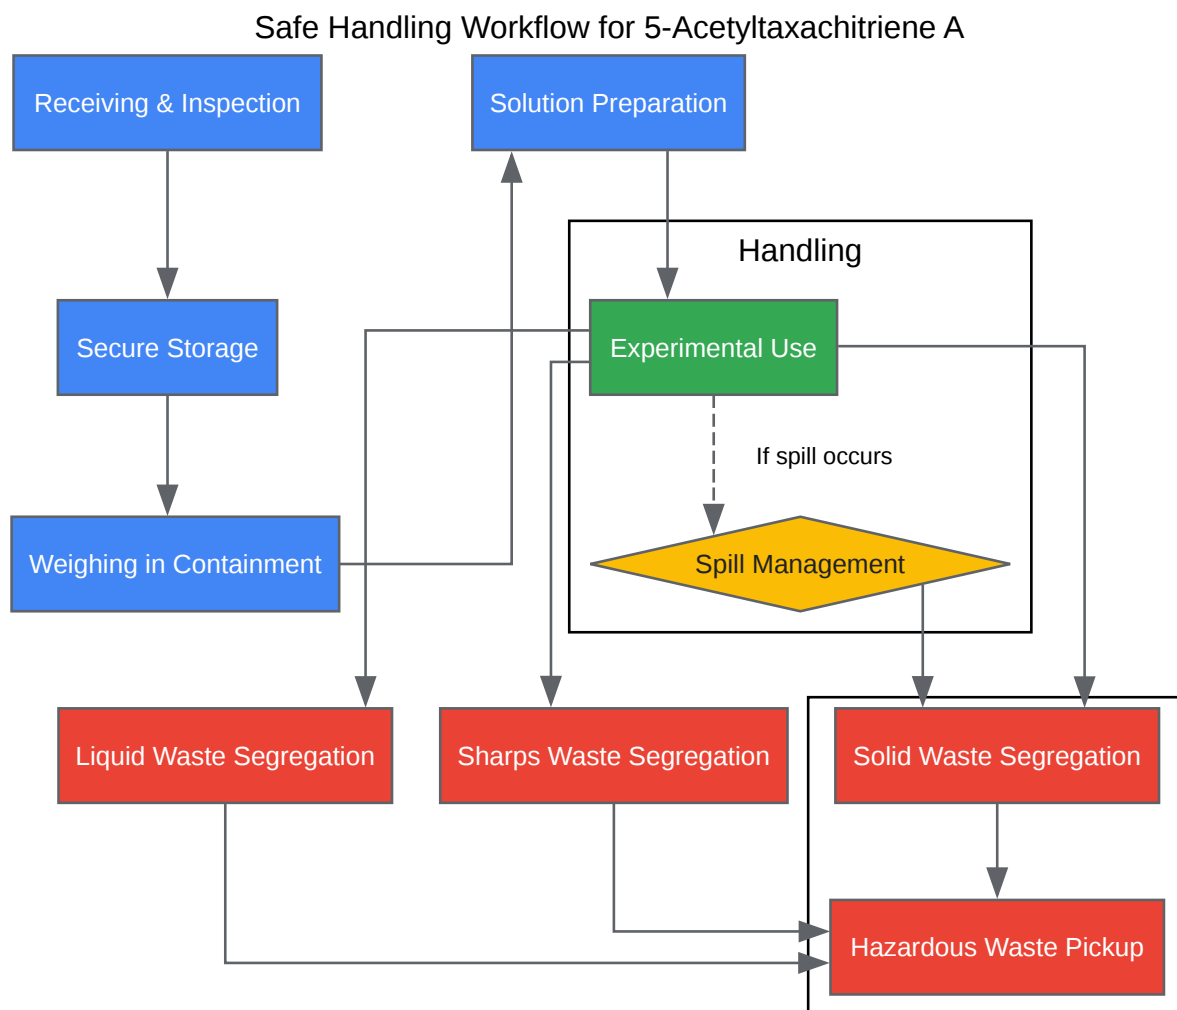 Safe Handling Workflow for 5-Acetyltaxachitriene A
Receiving & Inspection
Solution Preparation
Handling
Secure Storage
Experimental Use
If spill occurs
Weighing in Containment
Spill Management
Liquid Waste Segregation
Sharps Waste Segregation
Solid Waste Segregation
Hazardous Waste Pickup